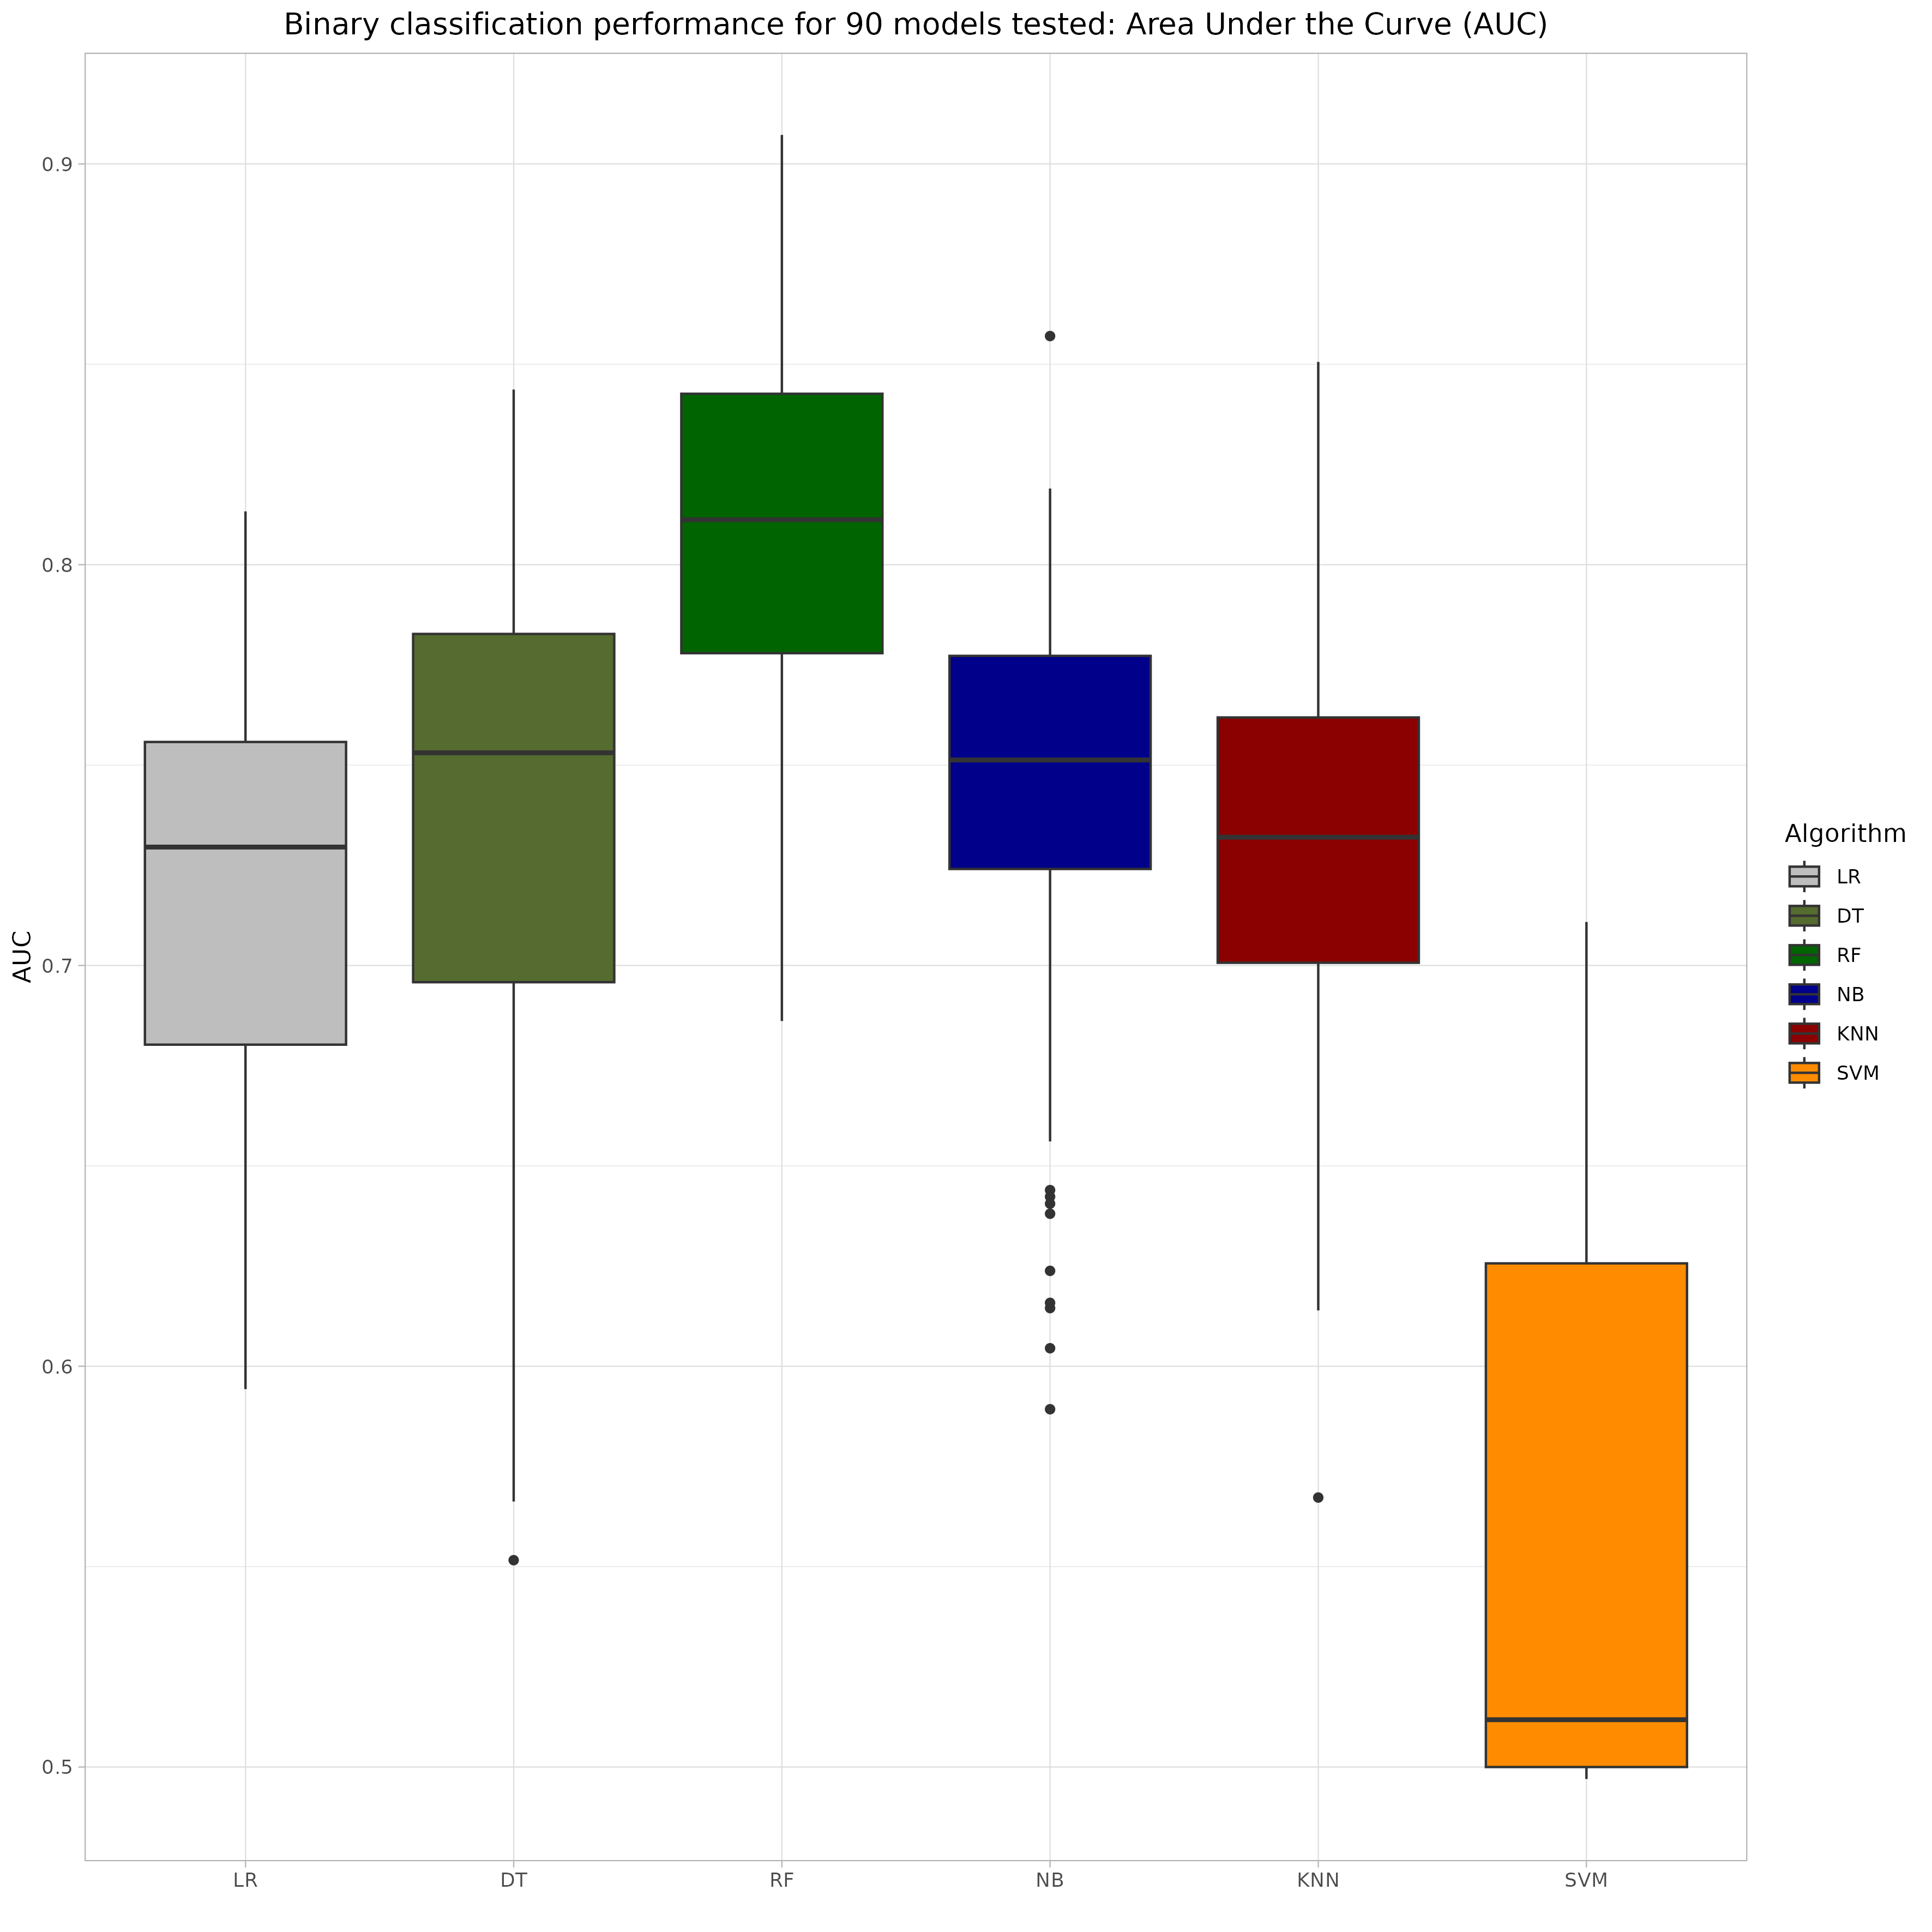 Binary classification performance for 90 models tested: Area Under the Curve (AUC)
0.9
0.8
0.7
0.6
0.5
AUC
LR
DT
RF
NB
KNN
SVM
Algorithm
LR
DT
RF
NB
KNN
SVM